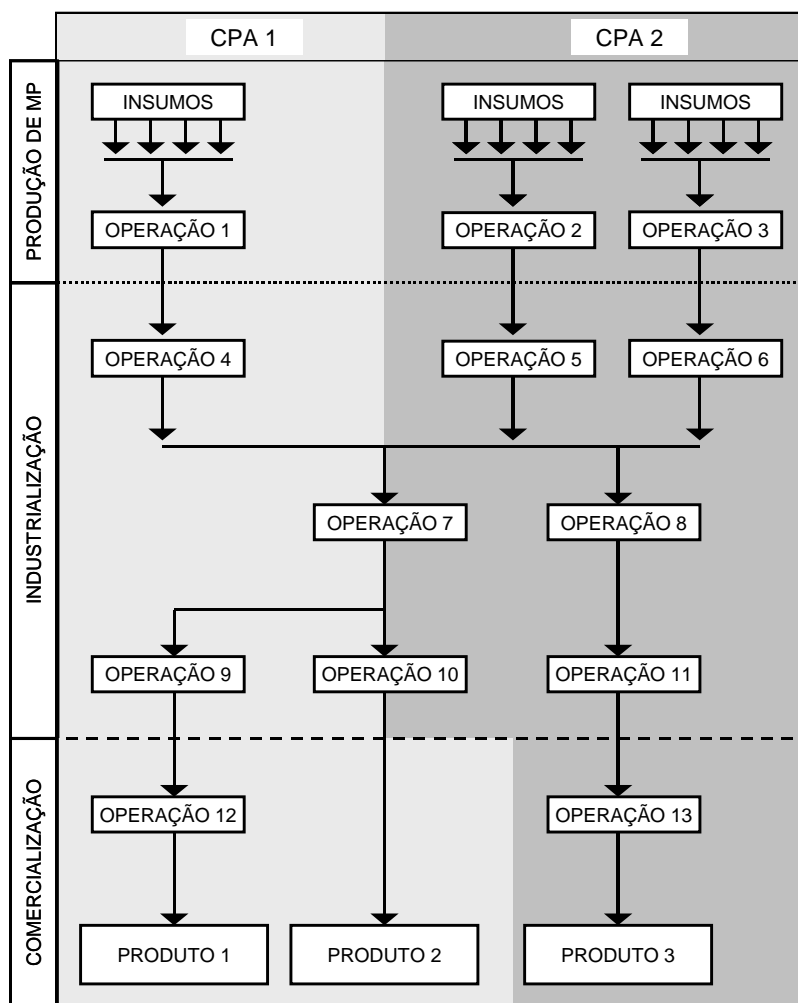 CPA 1
CPA 2
PRODUÇÃO DE MP
INSUMOS
INSUMOS
INSUMOS
OPERAÇÃO 1
OPERAÇÃO 2
OPERAÇÃO 3
INDUSTRIALIZAÇÃO
OPERAÇÃO 4
OPERAÇÃO 5
OPERAÇÃO 6
OPERAÇÃO 7
OPERAÇÃO 8
OPERAÇÃO 9
OPERAÇÃO 10
OPERAÇÃO 11
COMERCIALIZAÇÃO
OPERAÇÃO 12
OPERAÇÃO 13
PRODUTO 1
PRODUTO 2
PRODUTO 3